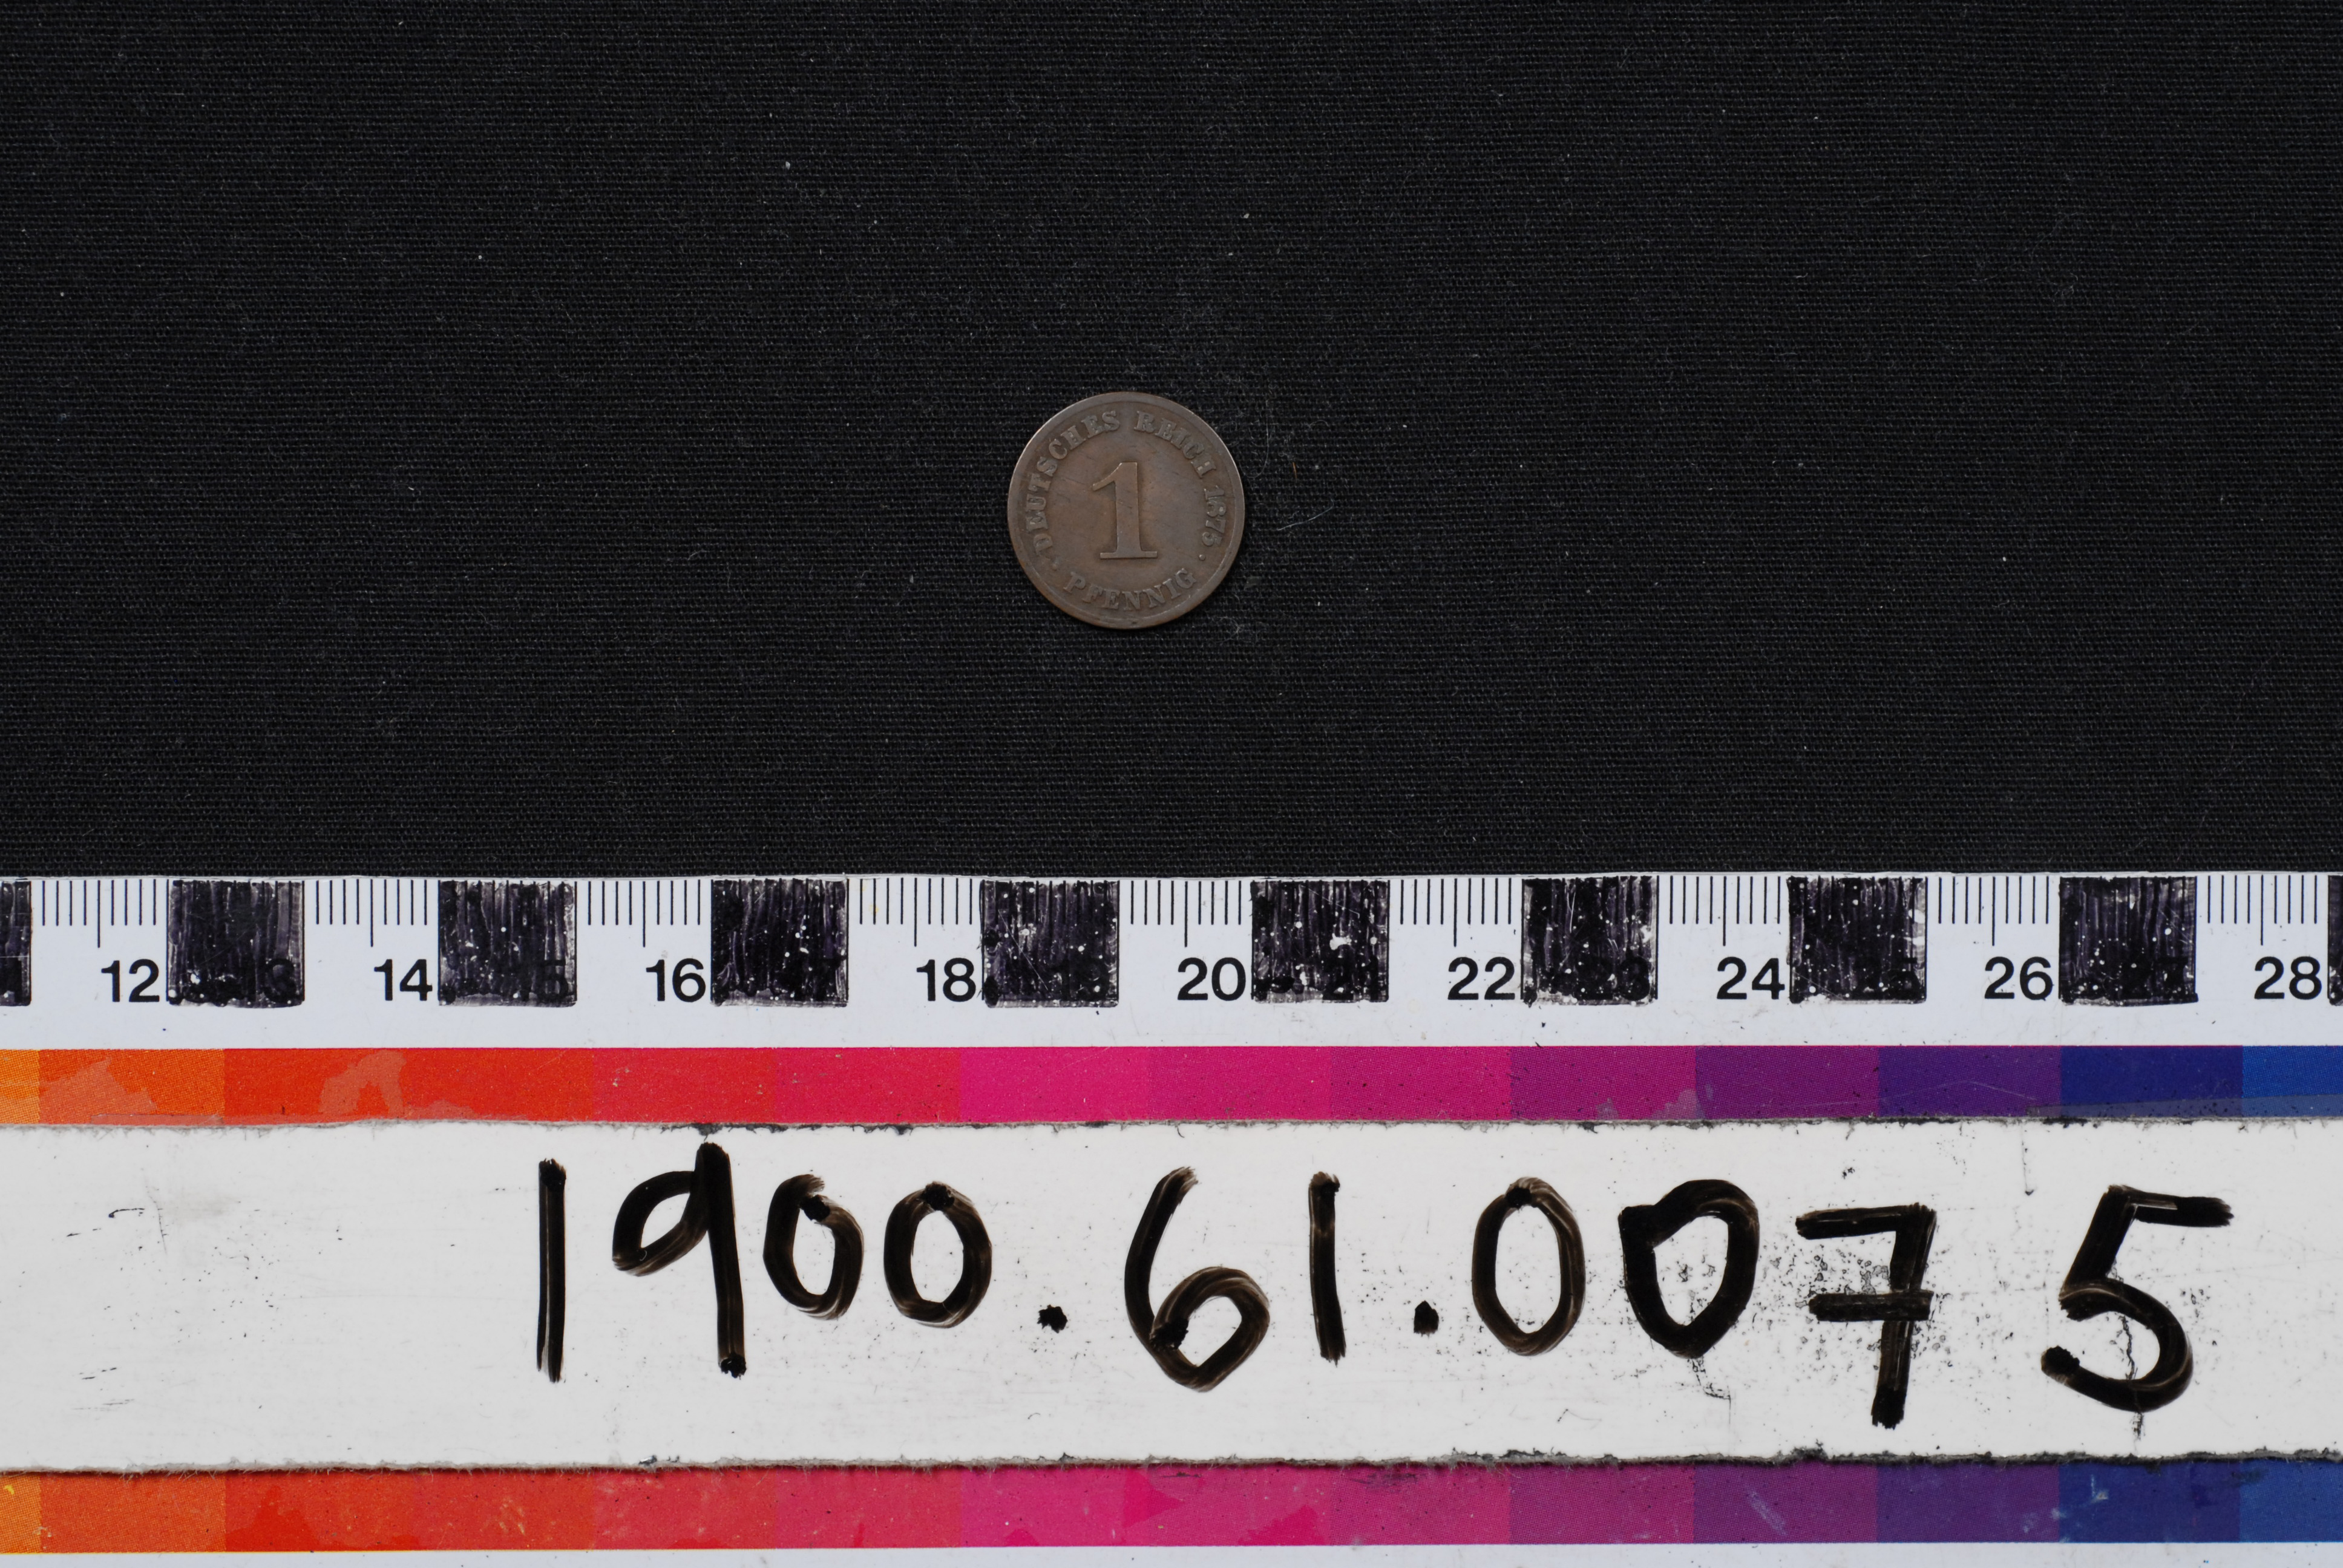 DEUTSCHES REICH 1875
1
PFENNIG
12 14 16 18 20 22 24 26 28
1900.61.0075